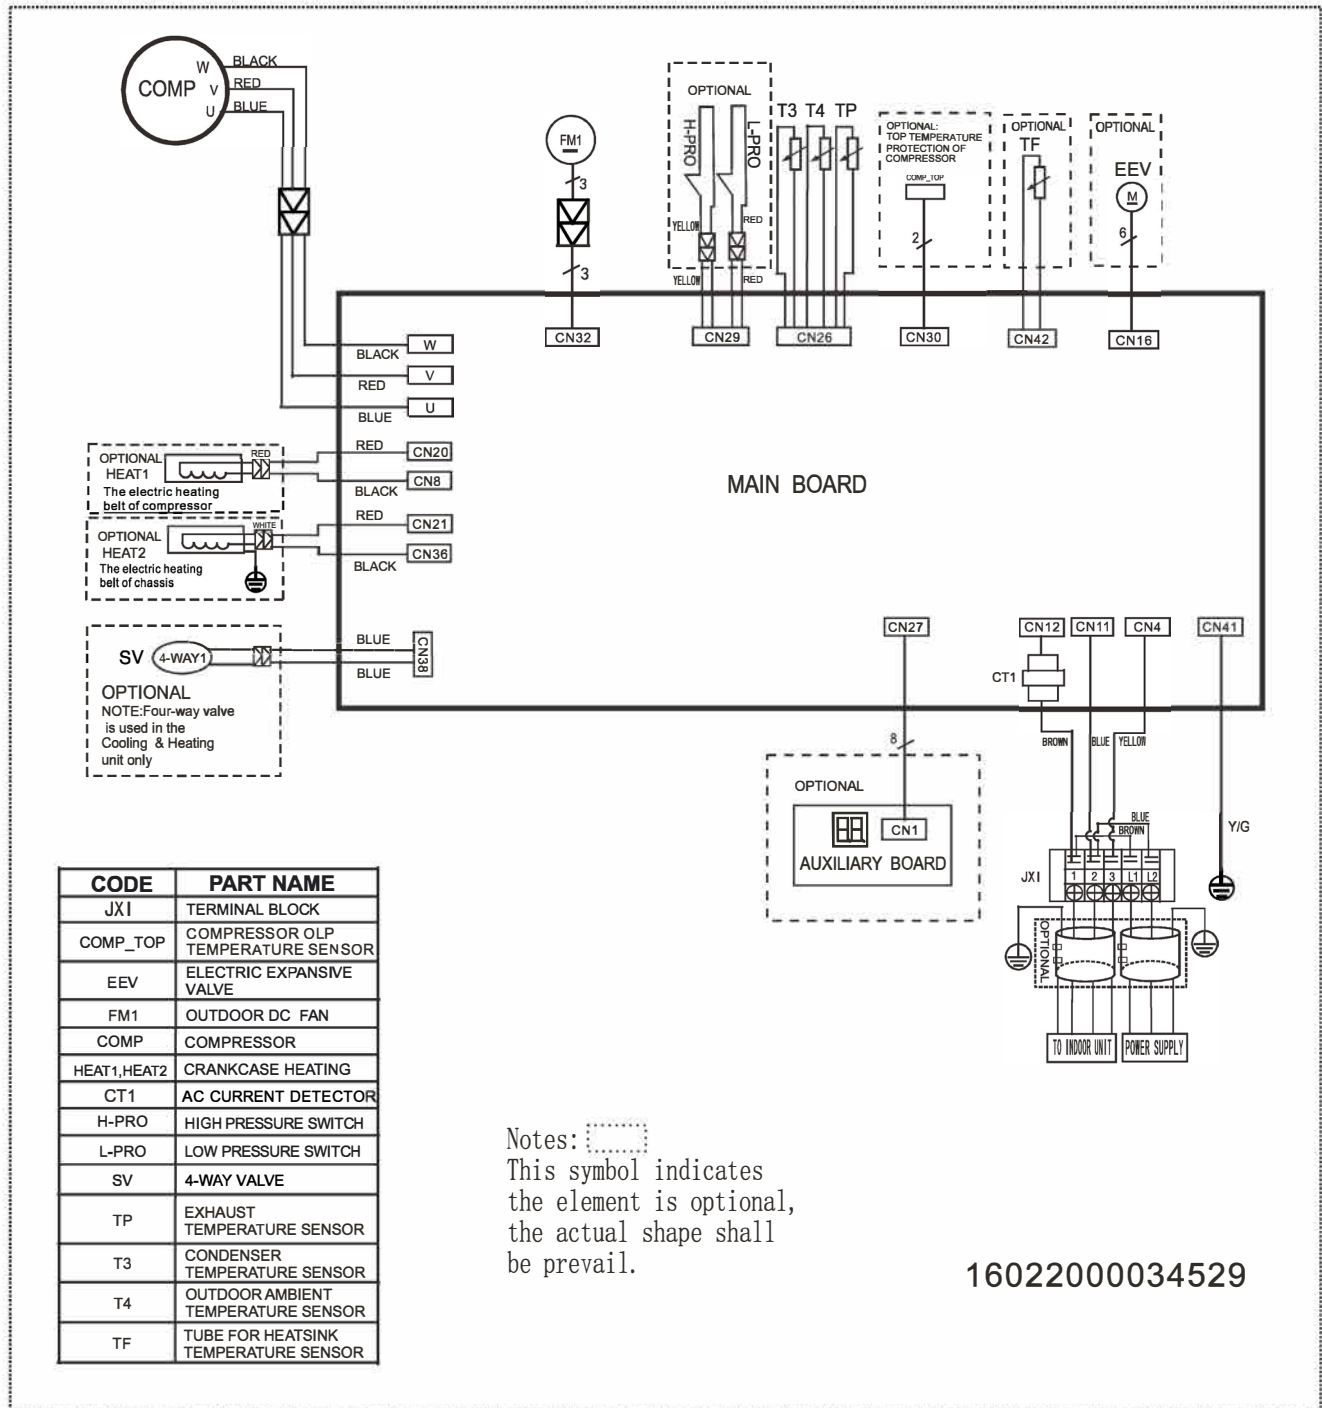 COMP
W
BLACK
V
RED
U
BLUE
FM1
3
3
OPTIONAL
H-PRO
L-PRO
YELLOW
RED
YELLOW
RED
T3 T4 TP
OPTIONAL:
TOP TEMPERATURE
PROTECTION OF
COMPRESSOR
COMP_TOP
2
OPTIONAL
TF
OPTIONAL
EEV
M
6
CN32
CN29
CN26
CN30
CN42
CN16
BLACK
W
RED
V
BLUE
U
OPTIONAL
HEAT1
RED
The electric heating
belt of compressor
RED
CN20
BLACK
CN8
OPTIONAL
HEAT2
WHITE
The electric heating
belt of chassis
RED
CN21
BLACK
CN36
MAIN BOARD
SV
4-WAY1
OPTIONAL
NOTE:Four-way valve
is used in the
Cooling & Heating
unit only
BLUE
BLUE
CN38
CN27
CN12
CN11
CN4
CN41
CT1
8
BROWN
BLUE
YELLOW
Y/G
OPTIONAL
CN1
AUXILIARY BOARD
BLUE
BROWN
JXI
1
2
3
L1
L2
OPTIONAL
TO INDOOR UNIT
POWER SUPPLY
CODE PART NAME
JXI TERMINAL BLOCK
COMP_TOP COMPRESSOR OLP
TEMPERATURE SENSOR
EEV ELECTRIC EXPANSIVE
VALVE
FM1 OUTDOOR DC FAN
COMP COMPRESSOR
HEAT1,HEAT2 CRANKCASE HEATING
CT1 AC CURRENT DETECTOR
H-PRO HIGH PRESSURE SWITCH
L-PRO LOW PRESSURE SWITCH
SV 4-WAY VALVE
TP EXHAUST
TEMPERATURE SENSOR
T3 CONDENSER
TEMPERATURE SENSOR
T4 OUTDOOR AMBIENT
TEMPERATURE SENSOR
TF TUBE FOR HEATSINK
TEMPERATURE SENSOR
Notes:
This symbol indicates
the element is optional,
the actual shape shall
be prevail.
16022000034529